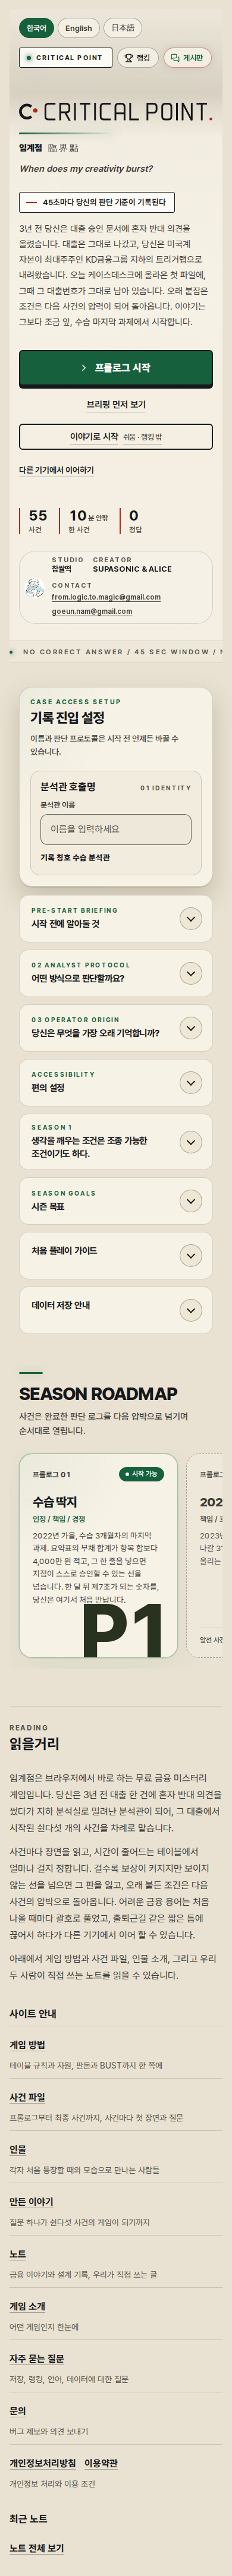 한국어 English 日本語
CRITICAL POINT 랭킹 게시판
CRITICAL POINT.
임계점 臨界點
When does my creativity burst?
45초마다 당신의 판단 기준이 기록된다
3년 전 당신은 대출 승인 문서에 혼자 반대 의견을
올렸습니다. 대출은 그대로 나갔고, 당신은 미국계
자본이 최대주주인 KD금융그룹 지하의 트리거랩으로
내려왔습니다. 오늘 케이스데스크에 올라온 첫 파일에,
그때 그 대출번호가 그대로 남아 있습니다. 오래 붙잡은
조건은 다음 사건의 압력이 되어 돌아옵니다. 이야기는
그보다 조금 앞, 수습 마지막 과제에서 시작합니다.
프롤로그 시작
브리핑 먼저 보기
이야기로 시작 쉬움 · 랭킹 밖
다른 기기에서 이어하기
55 10분 안팎 0
사건 한 사건 정답
STUDIO CREATOR
찹쌀떡 SUPASONIC & ALICE
CONTACT
from.logic.to.magic@gmail.com
goeun.nam@gmail.com
NO CORRECT ANSWER / 45 SEC WINDOW /
CASE ACCESS SETUP
기록 진입 설정
이름과 판단 프로토콜은 시작 전 언제든 바꿀 수
있습니다.
분석관 호출명 01 IDENTITY
분석관 이름
이름을 입력하세요
기록 칭호 수습 분석관
PRE-START BRIEFING
시작 전에 알아둘 것
02 ANALYST PROTOCOL
어떤 방식으로 판단할까요?
03 OPERATOR ORIGIN
당신은 무엇을 가장 오래 기억합니까?
ACCESSIBILITY
편의 설정
SEASON 1
생각을 깨우는 조건은 조종 가능한
조건이기도 하다.
SEASON GOALS
시즌 목표
처음 플레이 가이드
데이터 저장 안내
SEASON ROADMAP
사건은 완료한 판단 로그를 다음 압박으로 넘기며
순서대로 열립니다.
프롤로그 01 시작 가능
수습 딱지
인정 / 책임 / 경쟁
2022년 가을, 수습 3개월차의 마지막
과제. 요약표의 부채 합계가 항목 합보다
4,000만 원 적고, 그 한 줄을 넣으면
지점이 스스로 승인할 수 있는 선을
넘습니다. 한 달 뒤 제7조가 되는 숫자를,
당신은 여기서 처음 만납니다.
P1
READING
읽을거리
임계점은 브라우저에서 바로 하는 무료 금융 미스터리
게임입니다. 당신은 3년 전 대출 한 건에 혼자 반대 의견을
썼다가 지하 분석실로 밀려난 분석관이 되어, 그 대출에서
시작된 쉰다섯 개의 사건을 차례로 맡습니다.
사건마다 장면을 읽고, 시간이 줄어드는 테이블에서
얼마나 걸지 정합니다. 걸수록 보상이 커지지만 보이지
않는 선을 넘으면 그 판을 잃고, 오래 붙든 조건은 다음
사건의 압박으로 돌아옵니다. 어려운 금융 용어는 처음
나올 때마다 괄호로 풀었고, 출퇴근길 같은 짧은 틈에
끊어서 하다가 다른 기기에서 이어 할 수 있습니다.
아래에서 게임 방법과 사건 파일, 인물 소개, 그리고 우리
두 사람이 직접 쓰는 노트를 읽을 수 있습니다.
사이트 안내
게임 방법
테이블 규칙과 자원, 판돈과 BUST까지 한 쪽에
사건 파일
프롤로그부터 최종 사건까지, 사건마다 첫 장면과 질문
인물
각자 처음 등장할 때의 모습으로 만나는 사람들
만든 이야기
질문 하나가 쉰다섯 사건의 게임이 되기까지
노트
금융 이야기와 설계 기록, 우리가 직접 쓰는 글
게임 소개
어떤 게임인지 한눈에
자주 묻는 질문
저장, 랭킹, 언어, 데이터에 대한 질문
문의
버그 제보와 의견 보내기
개인정보처리방침 이용약관
개인정보 처리와 이용 조건
최근 노트
노트 전체 보기